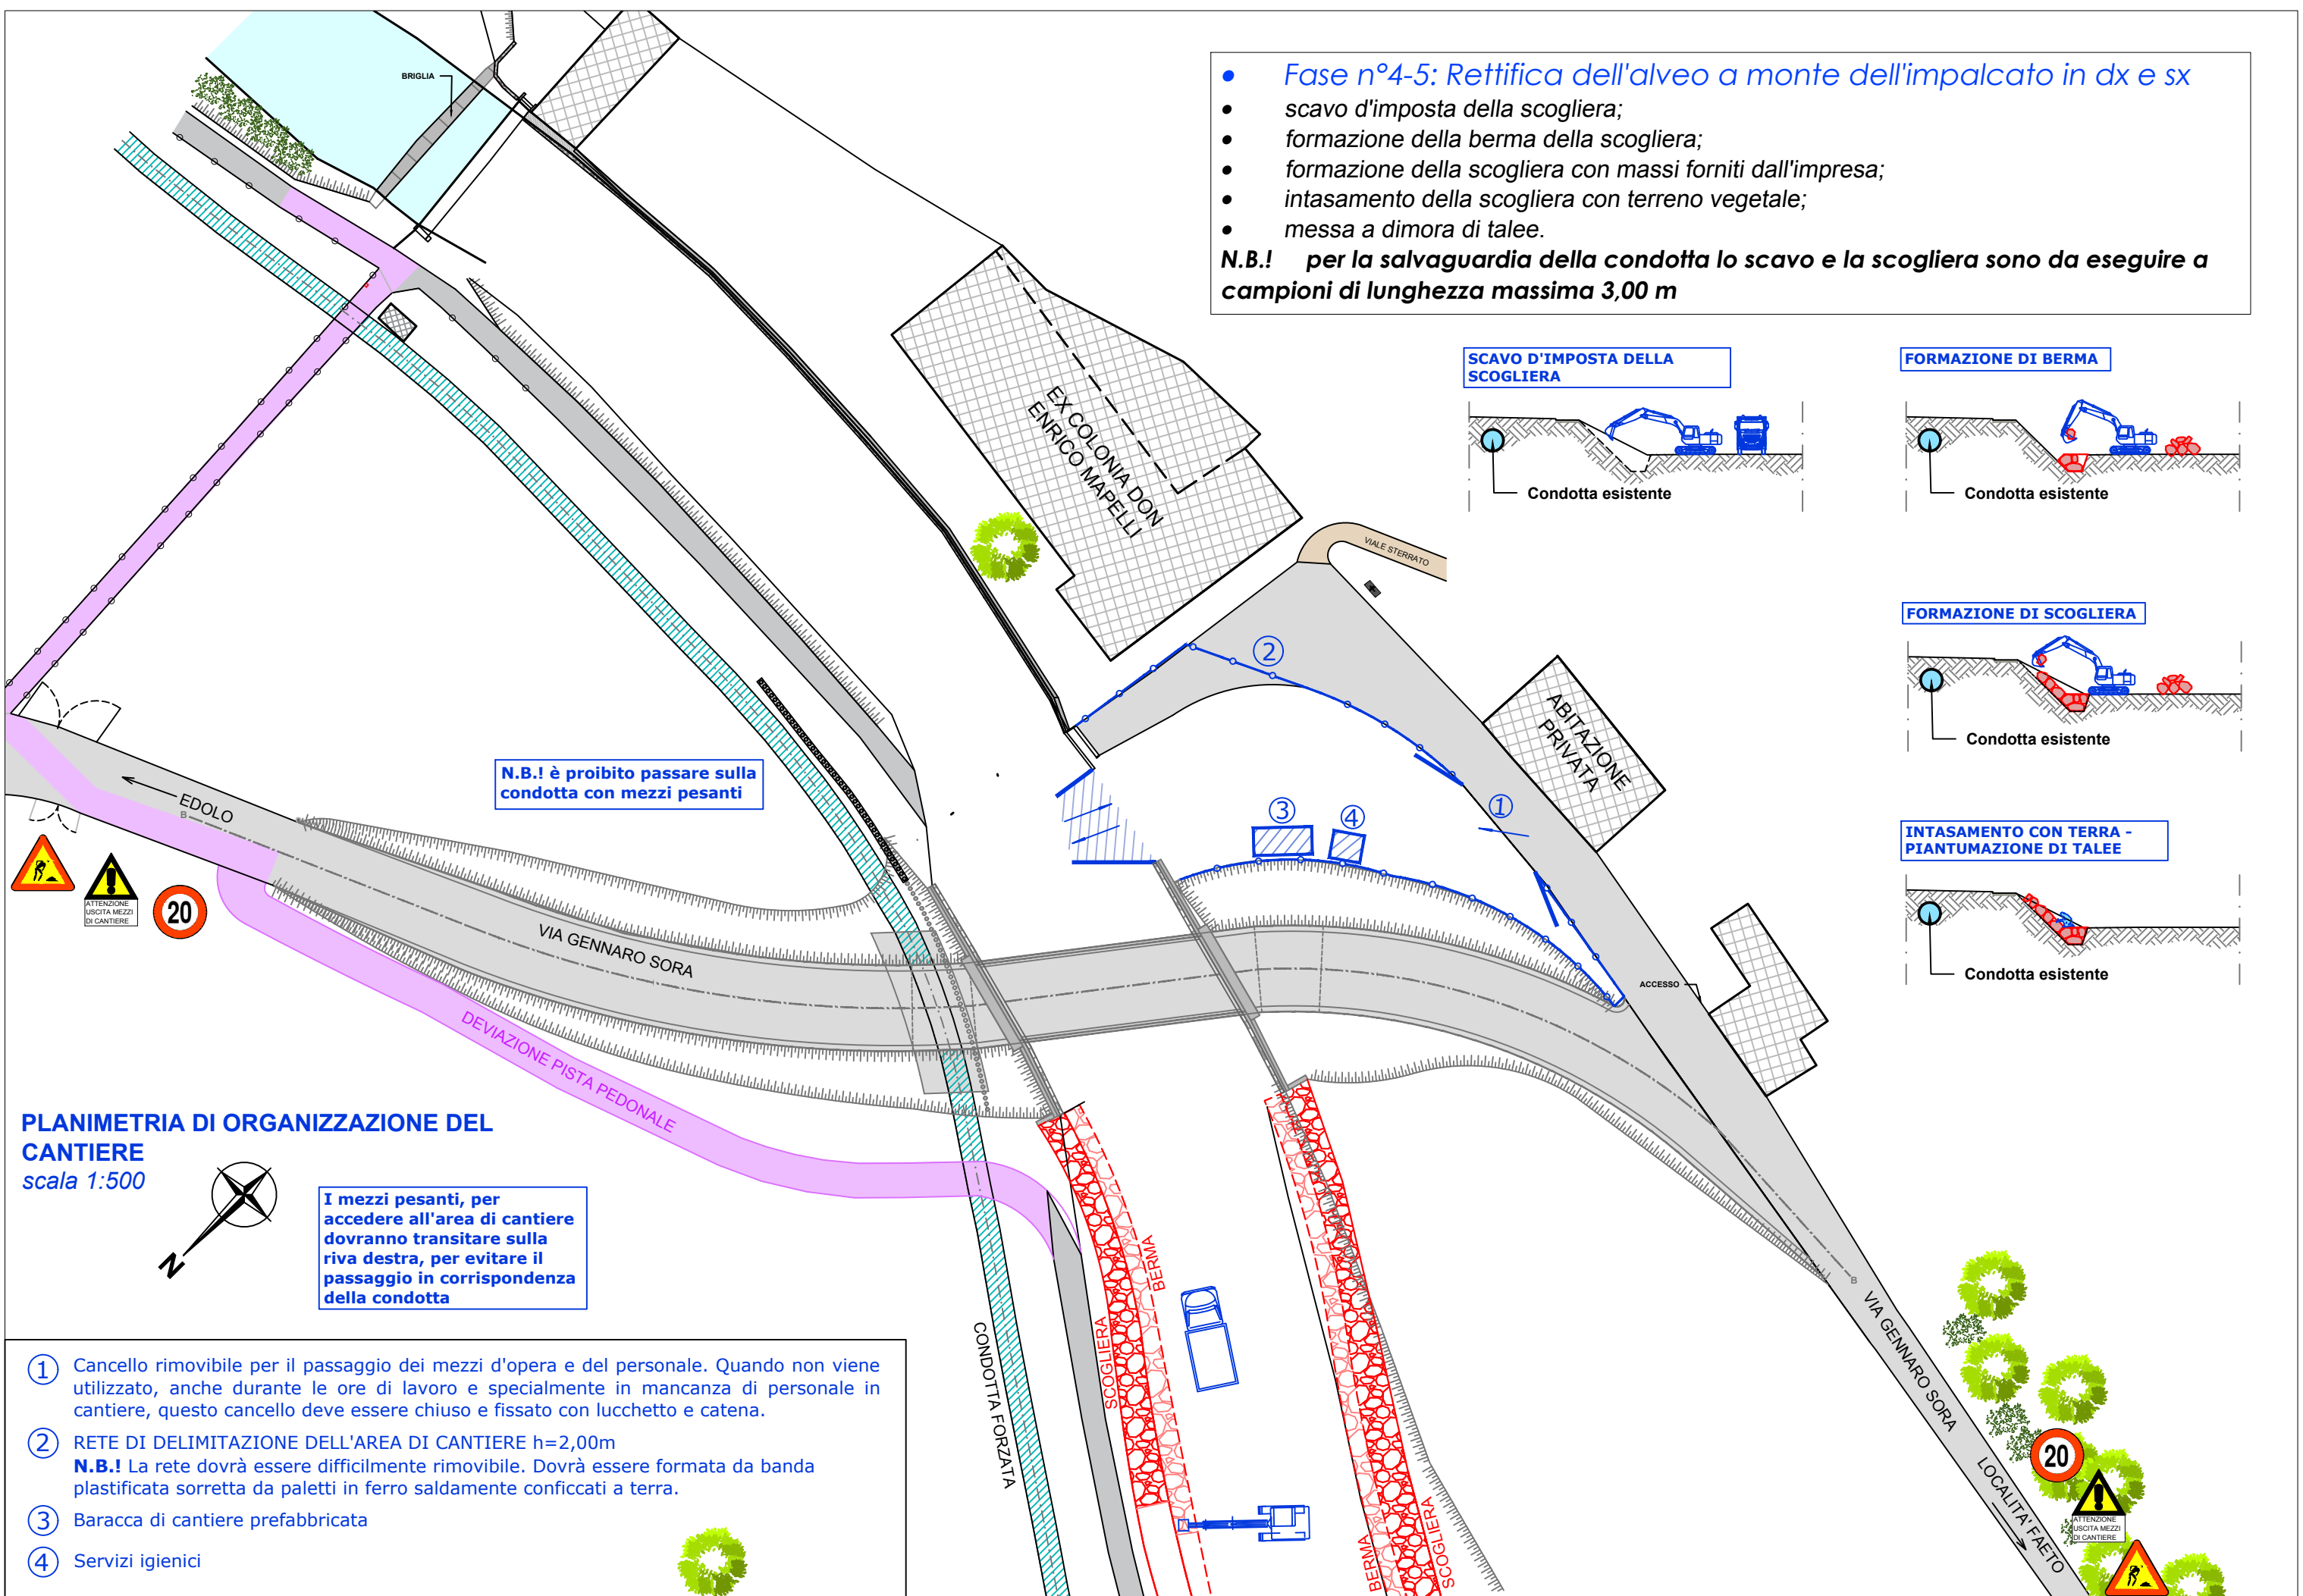 BRIGLIA
• Fase n°4-5: Rettifica dell'alveo a monte dell'impalcato in dx e sx
• scavo d'imposta della scogliera;
• formazione della berma della scogliera;
• formazione della scogliera con massi forniti dall'impresa;
• intasamento della scogliera con terreno vegetale;
• messa a dimora di talee.
N.B.! per la salvaguardia della condotta lo scavo e la scogliera sono da eseguire a
campioni di lunghezza massima 3,00 m
SCAVO D'IMPOSTA DELLA
SCOGLIERA
Condotta esistente
FORMAZIONE DI BERMA
Condotta esistente
FORMAZIONE DI SCOGLIERA
Condotta esistente
INTASAMENTO CON TERRA -
PIANTUMAZIONE DI TALEE
Condotta esistente
EX COLONIA DON
ENRICO MAPELLI
VIALE STERRATO
2
ABITAZIONE
PRIVATA
1
3
4
N.B.! è proibito passare sulla
condotta con mezzi pesanti
EDOLO
B
ATTENZIONE
USCITA MEZZI
DI CANTIERE
20
VIA GENNARO SORA
DEVIAZIONE PISTA PEDONALE
ACCESSO
PLANIMETRIA DI ORGANIZZAZIONE DEL
CANTIERE
scala 1:500
N
I mezzi pesanti, per
accedere all'area di cantiere
dovranno transitare sulla
riva destra, per evitare il
passaggio in corrispondenza
della condotta
CONDOTTA FORZATA
SCOGLIERA
BERMA
BERMA
SCOGLIERA
B
VIA GENNARO SORA
LOCALITA' FAETO
20
ATTENZIONE
USCITA MEZZI
DI CANTIERE
1 Cancello rimovibile per il passaggio dei mezzi d'opera e del personale. Quando non viene
utilizzato, anche durante le ore di lavoro e specialmente in mancanza di personale in
cantiere, questo cancello deve essere chiuso e fissato con lucchetto e catena.
2 RETE DI DELIMITAZIONE DELL'AREA DI CANTIERE h=2,00m
N.B.! La rete dovrà essere difficilmente rimovibile. Dovrà essere formata da banda
plastificata sorretta da paletti in ferro saldamente conficcati a terra.
3 Baracca di cantiere prefabbricata
4 Servizi igienici